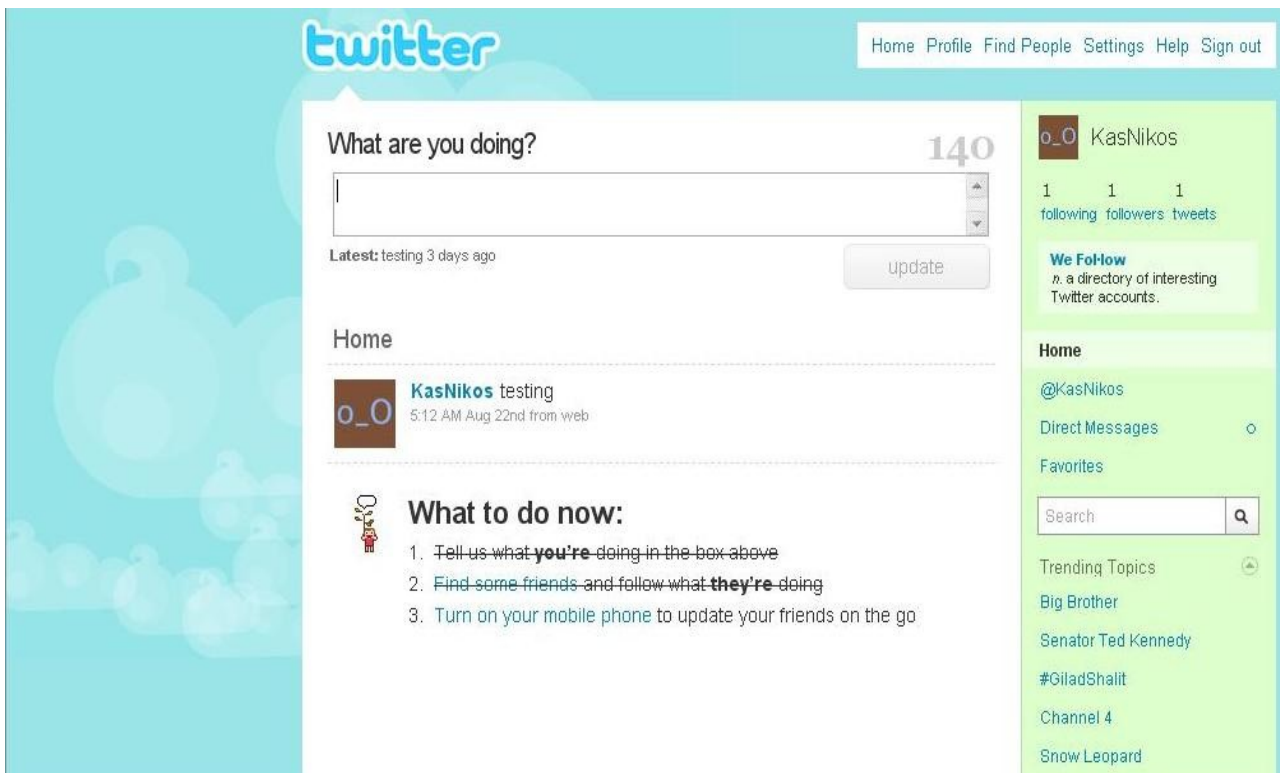 twitter
Home Profile Find People Settings Help Sign out
What are you doing?
140
Latest: testing 3 days ago
update
Home
o_O
KasNikos testing
5:12 AM Aug 22nd from web
What to do now:
1. Tell us what you're doing in the box above
2. Find some friends and follow what they're doing
3. Turn on your mobile phone to update your friends on the go
o_O KasNikos
1 1 1
following followers tweets
We Fol·low
n. a directory of interesting
Twitter accounts.
Home
@KasNikos
Direct Messages 0
Favorites
Search
Trending Topics
Big Brother
Senator Ted Kennedy
#GiladShalit
Channel 4
Snow Leopard